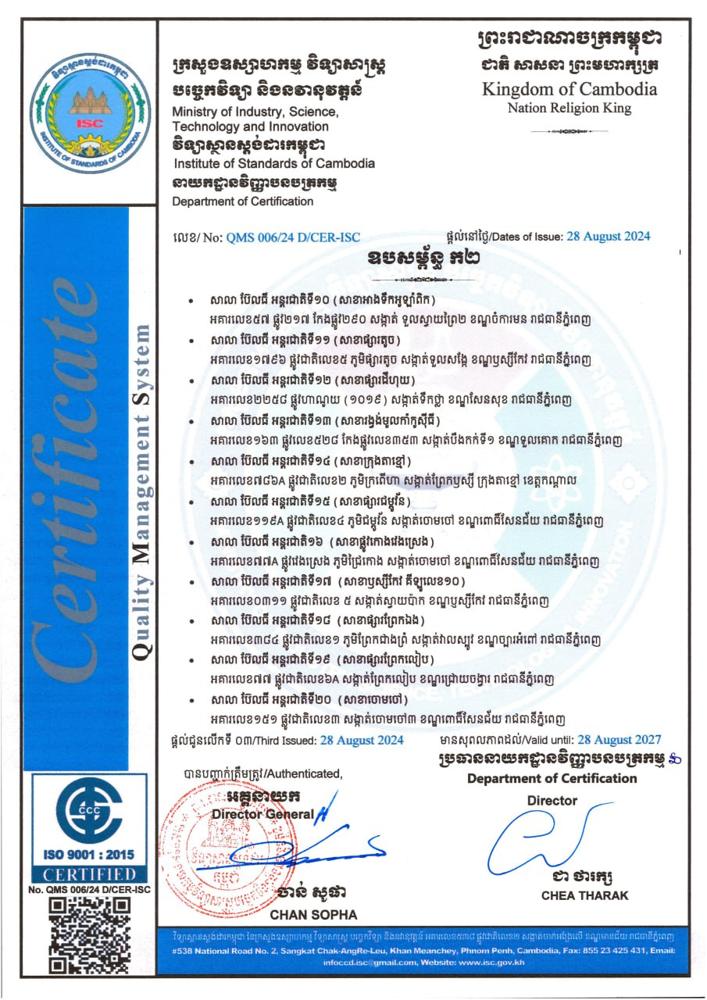 ព្រះរាជាណាចក្រកម្ពុជា
ជាតិ សាសនា ព្រះមហាក្សត្រ
Kingdom of Cambodia
Nation Religion King
ក្រសួងឧស្សាហកម្ម វិទ្យាសាស្ត្រ
បច្ចេកវិទ្យា និងនវានុវត្តន៍
Ministry of Industry, Science,
Technology and Innovation
វិទ្យាស្ថានស្តង់ដារកម្ពុជា
Institute of Standards of Cambodia
នាយកដ្ឋានវិញ្ញាបនបត្រកម្ម
Department of Certification
វិទ្យាស្ថានស្តង់ដារកម្ពុជា
ISC
INSTITUTE OF STANDARDS OF CAMBODIA
លេខ/ No: QMS 006/24 D/CER-ISC
ផ្តល់នៅថ្ងៃ/Dates of Issue: 28 August 2024
ឧបសម្ព័ន្ធ ក២
• សាលា ប៊ែលធី អន្តរជាតិទី១០ (សាខាអាងទឹកអូឡាំពិក)
អគារលេខ៥៧ ផ្លូវ២១៧ កែងផ្លូវ២៩០ សង្កាត់ ទួលស្វាយព្រៃ២ ខណ្ឌចំការមន រាជធានីភ្នំពេញ
• សាលា ប៊ែលធី អន្តរជាតិទី១១ (សាខាផ្សារតូច)
អគារលេខ១៧៩៦ ផ្លូវជាតិលេខ៥ ភូមិផ្សារតូច សង្កាត់ទួលសង្កែ ខណ្ឌឫស្សីកែវ រាជធានីភ្នំពេញ
• សាលា ប៊ែលធី អន្តរជាតិទី១២ (សាខាផ្សារដីហុយ)
អគារលេខ២២៥៨ ផ្លូវហាណូយ (១០១៩) សង្កាត់ទឹកថ្លា ខណ្ឌសែនសុខ រាជធានីភ្នំពេញ
• សាលា ប៊ែលធី អន្តរជាតិទី១៣ (សាខារង្វង់មូលកាំកូស៊ីធី)
អគារលេខ១៦៣ ផ្លូវលេខ៥២៨ កែងផ្លូវលេខ៣៥៣ សង្កាត់បឹងកក់ទី១ ខណ្ឌទួលគោក រាជធានីភ្នំពេញ
• សាលា ប៊ែលធី អន្តរជាតិទី១៤ (សាខាក្រុងតាខ្មៅ)
អគារលេខ៧៨៦A ផ្លូវជាតិលេខ២ ភូមិក្រពើហា សង្កាត់ព្រែកឫស្សី ក្រុងតាខ្មៅ ខេត្តកណ្តាល
• សាលា ប៊ែលធី អន្តរជាតិទី១៥ (សាខាផ្សារជម្ពូវ័ន)
អគារលេខ១១៩A ផ្លូវជាតិលេខ៤ ភូមិជម្ពូវ័ន សង្កាត់ចោមចៅ ខណ្ឌពោធិ៍សែនជ័យ រាជធានីភ្នំពេញ
• សាលា ប៊ែលធី អន្តរជាតិ១៦ (សាខាផ្លូវកោងវេងស្រេង)
អគារលេខ៧៧A ផ្លូវវេងស្រេង ភូមិជ្រៃកោង សង្កាត់ចោមចៅ ខណ្ឌពោធិ៍សែនជ័យ រាជធានីភ្នំពេញ
• សាលា ប៊ែលធី អន្តរជាតិទី១៧ (សាខាឫស្សីកែវ គីឡូលេខ១០)
អគារលេខ០៣១១ ផ្លូវជាតិលេខ ៥ សង្កាត់ស្វាយប៉ាក ខណ្ឌឫស្សីកែវ រាជធានីភ្នំពេញ
• សាលា ប៊ែលធី អន្តរជាតិទី១៨ (សាខាផ្សារព្រែកឯង)
អគារលេខ៣៨៤ ផ្លូវជាតិលេខ១ ភូមិព្រែកជាងព្រំ សង្កាត់វាលស្បូវ ខណ្ឌច្បារអំពៅ រាជធានីភ្នំពេញ
• សាលា ប៊ែលធី អន្តរជាតិទី១៩ (សាខាផ្សារព្រែកលៀប)
អគារលេខ៧៧ ផ្លូវជាតិលេខ៦A សង្កាត់ព្រែកលៀប ខណ្ឌជ្រោយចង្វារ រាជធានីភ្នំពេញ
• សាលា ប៊ែលធី អន្តរជាតិទី២០ (សាខាចោមចៅ)
អគារលេខ១៥១ ផ្លូវជាតិលេខ៣ សង្កាត់ចោមចៅ៣ ខណ្ឌពោធិ៍សែនជ័យ រាជធានីភ្នំពេញ
Certificate
Quality Management System
ផ្តល់ជូនលើកទី ០៣/Third Issued: 28 August 2024
មានសុពលភាពដល់/Valid until: 28 August 2027
ប្រធាននាយកដ្ឋានវិញ្ញាបនបត្រកម្ម
Department of Certification
Director
បានបញ្ជាក់ត្រឹមត្រូវ/Authenticated,
អគ្គនាយក
Director General
ចាន់ សុផា
CHAN SOPHA
ជា ថារក្ស
CHEA THARAK
CCC
ISO 9001 : 2015
CERTIFIED
No. QMS 006/24 D/CER-ISC
#538 National Road No. 2, Sangkat Chak-AngRe-Leu, Khan Meanchey, Phnom Penh, Cambodia, Fax: 855 23 425 431, Email:
infoccd.isc@gmail.com, Website: www.isc.gov.kh